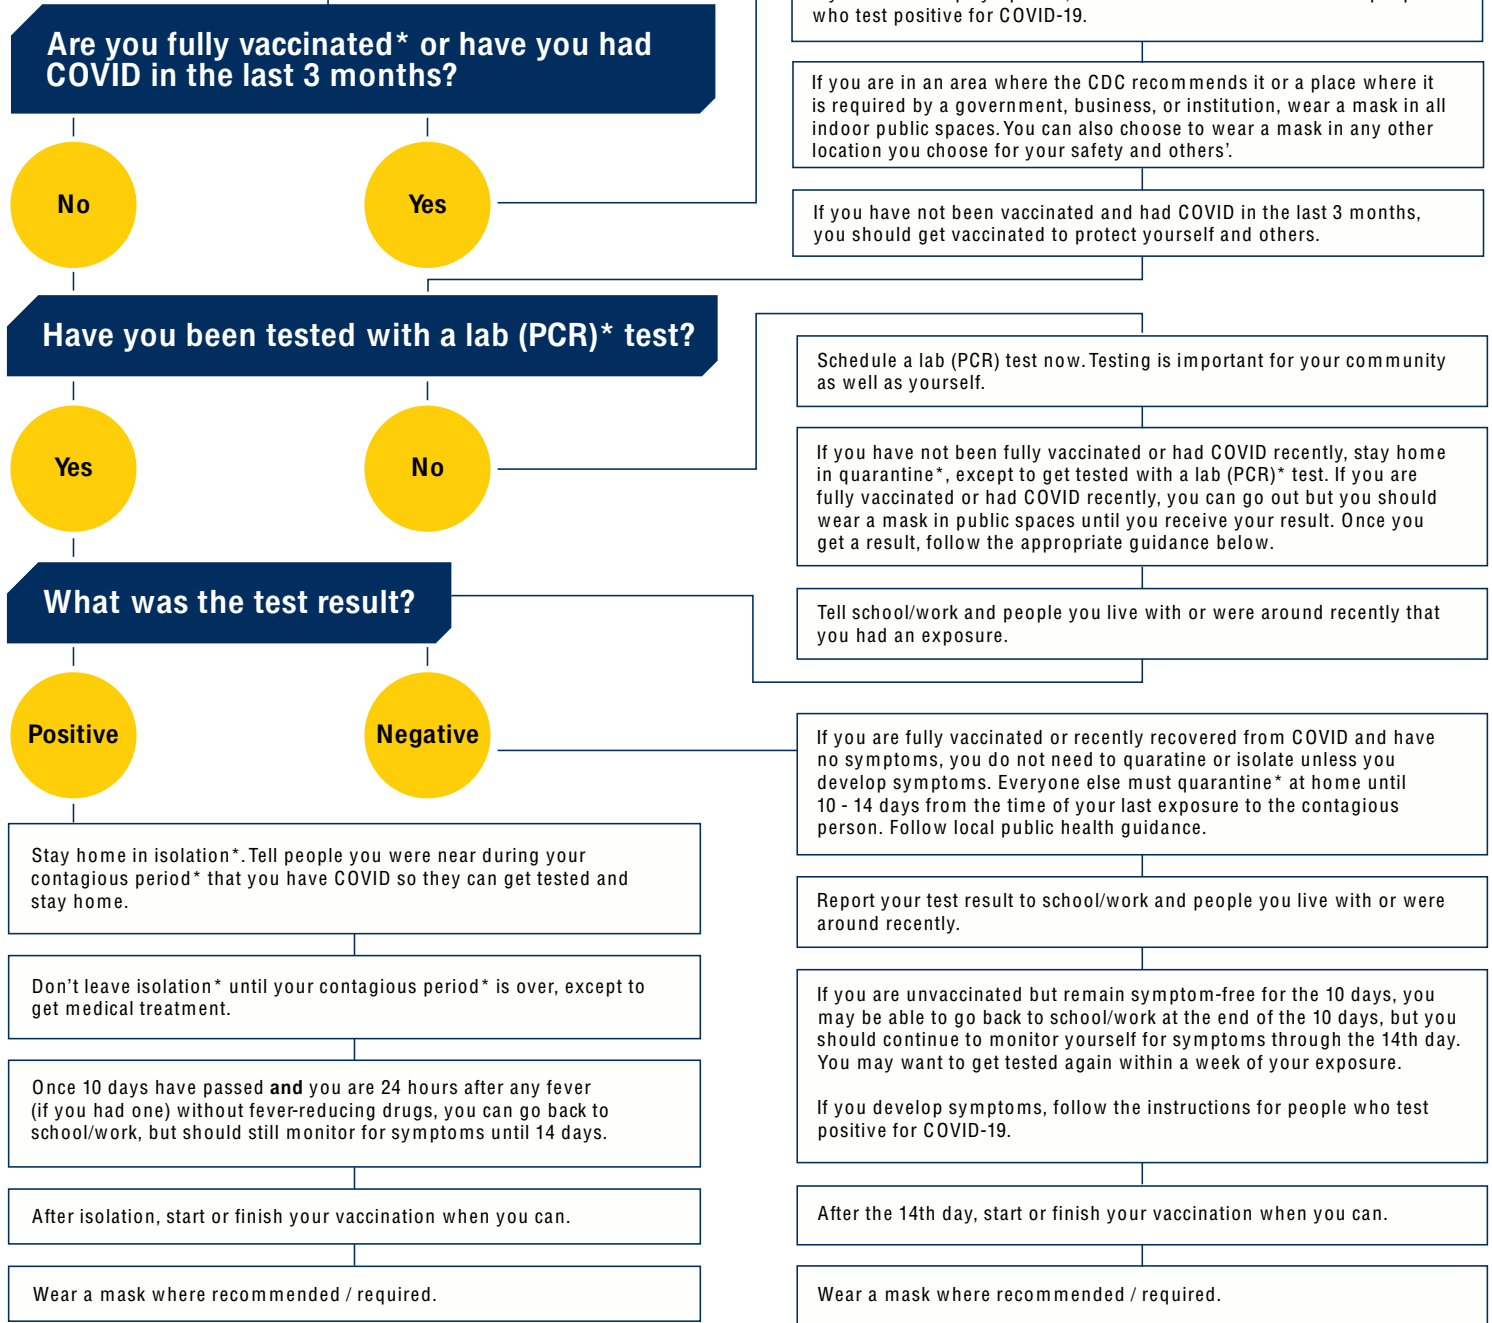 who test positive for COVID-19.
Are you fully vaccinated* or have you had
COVID in the last 3 months?
No
Yes
If you are in an area where the CDC recommends it or a place where it
is required by a government, business, or institution, wear a mask in all
indoor public spaces. You can also choose to wear a mask in any other
location you choose for your safety and others’.
If you have not been vaccinated and had COVID in the last 3 months,
you should get vaccinated to protect yourself and others.
Have you been tested with a lab (PCR)* test?
Yes
No
Schedule a lab (PCR) test now. Testing is important for your community
as well as yourself.
If you have not been fully vaccinated or had COVID recently, stay home
in quarantine*, except to get tested with a lab (PCR)* test. If you are
fully vaccinated or had COVID recently, you can go out but you should
wear a mask in public spaces until you receive your result. Once you
get a result, follow the appropriate guidance below.
Tell school/work and people you live with or were around recently that
you had an exposure.
What was the test result?
Positive
Negative
Stay home in isolation*. Tell people you were near during your
contagious period* that you have COVID so they can get tested and
stay home.
Don’t leave isolation* until your contagious period* is over, except to
get medical treatment.
Once 10 days have passed and you are 24 hours after any fever
(if you had one) without fever-reducing drugs, you can go back to
school/work, but should still monitor for symptoms until 14 days.
After isolation, start or finish your vaccination when you can.
Wear a mask where recommended / required.
If you are fully vaccinated or recently recovered from COVID and have
no symptoms, you do not need to quaratine or isolate unless you
develop symptoms. Everyone else must quarantine* at home until
10 - 14 days from the time of your last exposure to the contagious
person. Follow local public health guidance.
Report your test result to school/work and people you live with or were
around recently.
If you are unvaccinated but remain symptom-free for the 10 days, you
may be able to go back to school/work at the end of the 10 days, but you
should continue to monitor yourself for symptoms through the 14th day.
You may want to get tested again within a week of your exposure.
If you develop symptoms, follow the instructions for people who test
positive for COVID-19.
After the 14th day, start or finish your vaccination when you can.
Wear a mask where recommended / required.